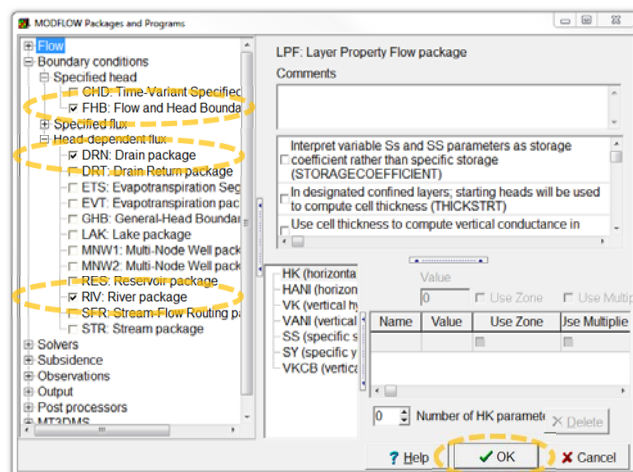 MODFLOW Packages and Programs
Flow
Boundary conditions
Specified head
CHD: Time-Variant Specified
FHB: Flow and Head Bounda
Specified flux
Head-dependent flux
DRN: Drain package
DRT: Drain Return package
ETS: Evapotranspiration Seg
EVT: Evapotranspiration pac
GHB: General-Head Boundar
LAK: Lake package
MNW1: Multi-Node Well pack
MNW2: Multi-Node Well pack
RES: Reservoir package
RIV: River package
SFR: Stream-Flow Routing pa
STR: Stream package
Solvers
Subsidence
Observations
Output
Post processors
MT3DMS
LPF: Layer Property Flow package
Comments
Interpret variable Ss and SS parameters as storage
coefficient rather than specific storage
(STORAGECOEFFICIENT)
In designated confined layers; starting heads will be used
to compute cell thickness (THICKSTRT)
Use cell thickness to compute vertical conductance in
HK (horizonta
HANI (horizon
VK (vertical hy
VANI (vertical
SS (specific s
SY (specific y
VKCB (vertica
Value
0 Use Zone Use Multip
Name Value Use Zone Use Multiplie
0 Number of HK paramete Delete
? Help OK Cancel